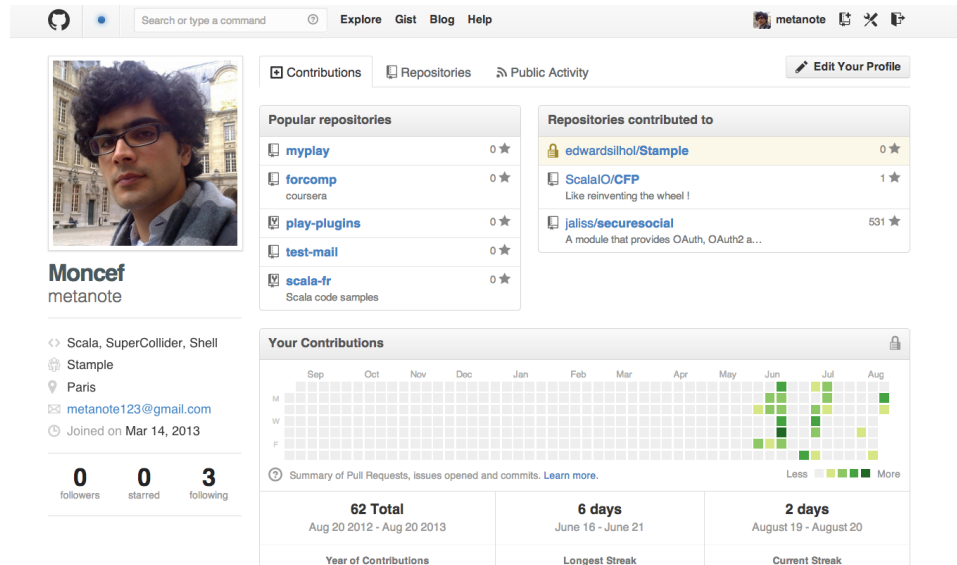 Search or type a command
Explore Gist Blog Help
metanote
Contributions
Repositories
Public Activity
Edit Your Profile
Moncef
metanote
Scala, SuperCollider, Shell
Stample
Paris
metanote123@gmail.com
Joined on Mar 14, 2013
0 followers
0 starred
3 following
Popular repositories
myplay 0
forcomp 0
coursera
play-plugins 0
test-mail 0
scala-fr 0
Scala code samples
Repositories contributed to
edwardsilhol/Stample 0
ScalaIO/CFP 1
Like reinventing the wheel !
jaliss/securesocial 531
A module that provides OAuth, OAuth2 a...
Your Contributions
Sep Oct Nov Dec Jan Feb Mar Apr May Jun Jul Aug
M
W
F
? Summary of Pull Requests, issues opened and commits. Learn more.
Less More
62 Total
Aug 20 2012 - Aug 20 2013
Year of Contributions
6 days
June 16 - June 21
Longest Streak
2 days
August 19 - August 20
Current Streak